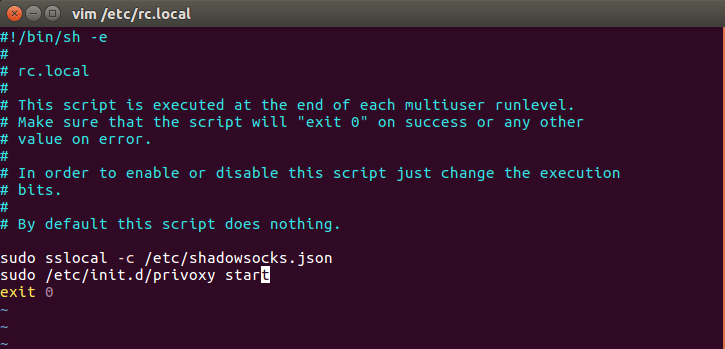 vim /etc/rc.local
#!/bin/sh -e
#
# rc.local
#
# This script is executed at the end of each multiuser runlevel.
# Make sure that the script will "exit 0" on success or any other
# value on error.
#
# In order to enable or disable this script just change the execution
# bits.
#
# By default this script does nothing.
sudo sslocal -c /etc/shadowsocks.json
sudo /etc/init.d/privoxy start
exit 0
~
~
~